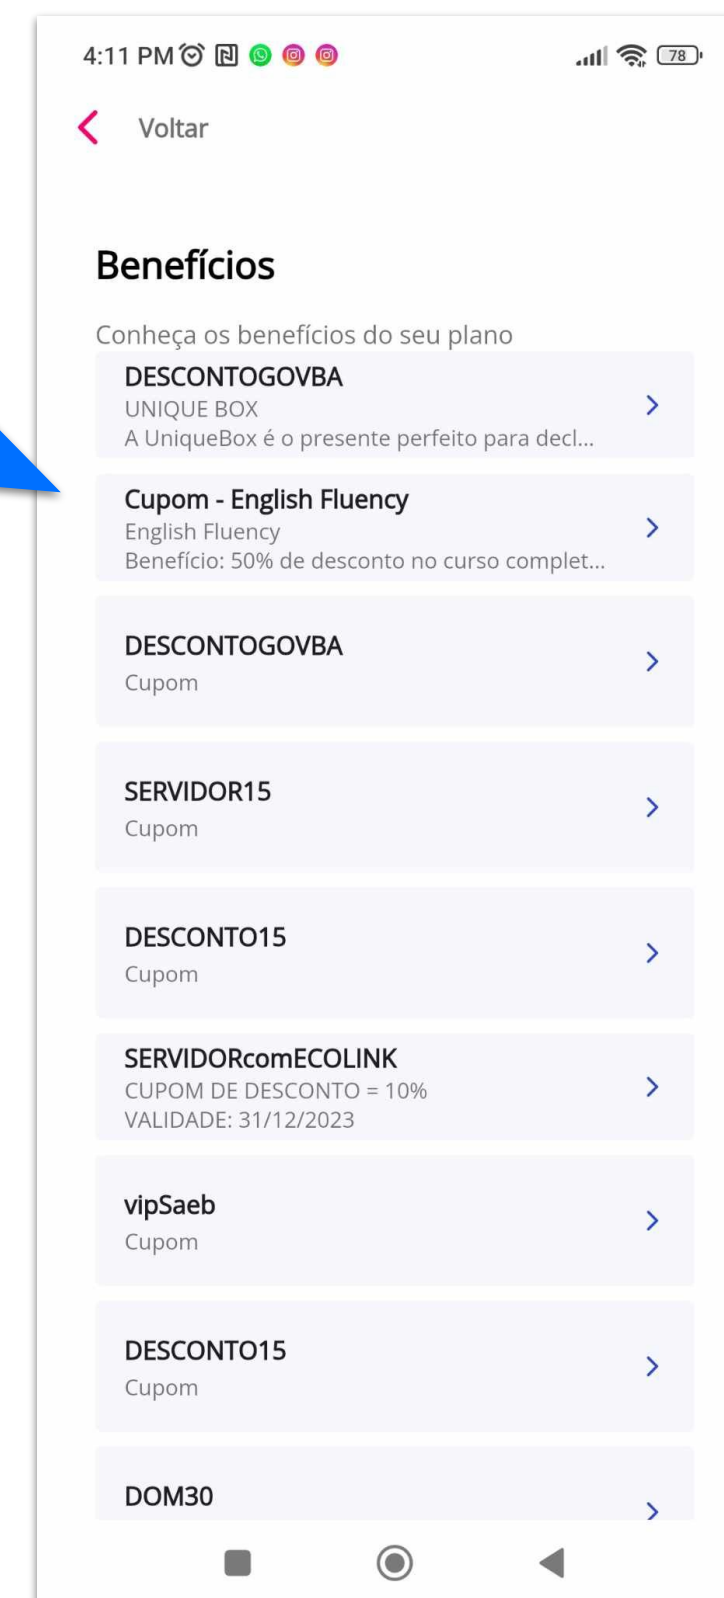 4:11 PM
78
Voltar
Benefícios
Conheça os benefícios do seu plano
DESCONTOGOVBA
UNIQUE BOX
A UniqueBox é o presente perfeito para decl...
Cupom - English Fluency
English Fluency
Benefício: 50% de desconto no curso complet...
DESCONTOGOVBA
Cupom
SERVIDOR15
Cupom
DESCONTO15
Cupom
SERVIDORcomECOLINK
CUPOM DE DESCONTO = 10%
VALIDADE: 31/12/2023
vipSaeb
Cupom
DESCONTO15
Cupom
DOM30